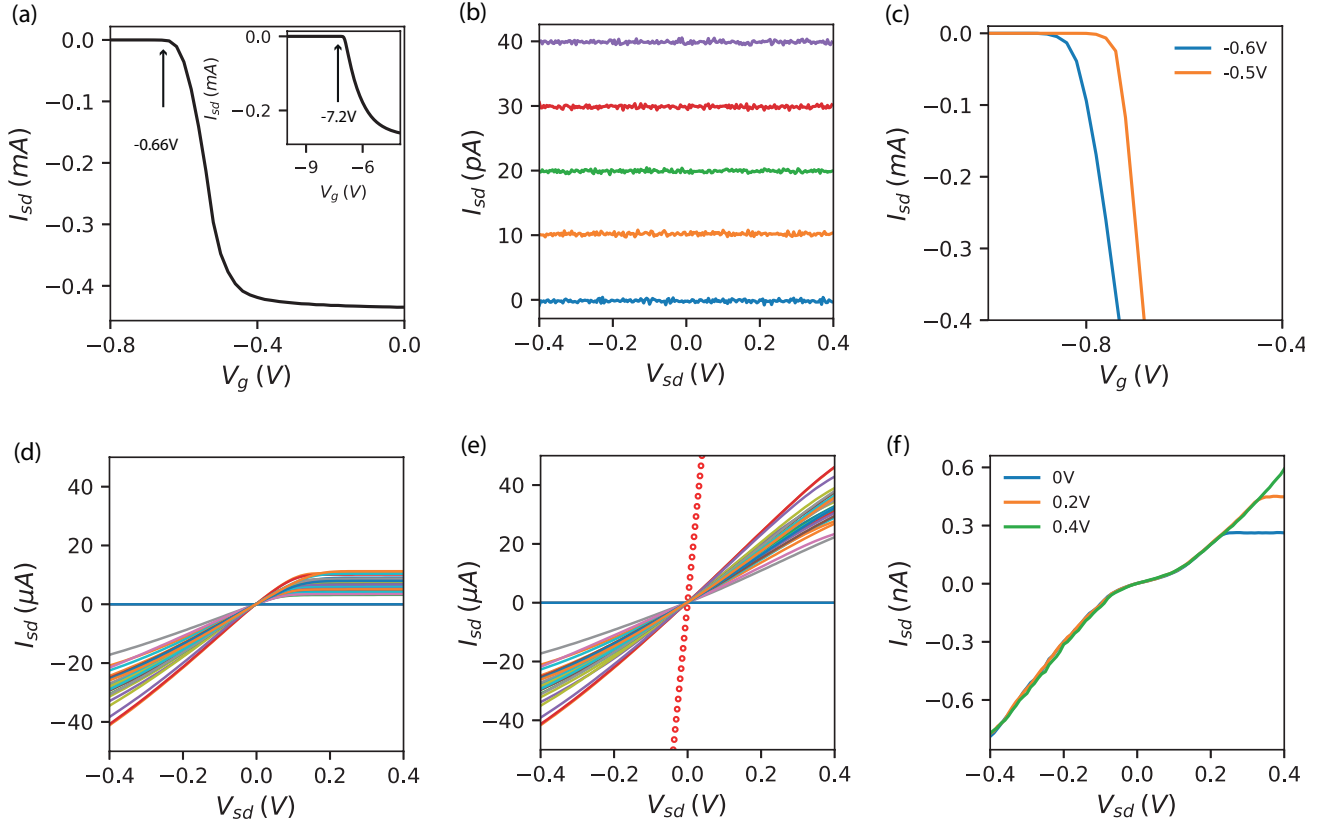 (a)
0.0
−0.1
−0.2
−0.3
−0.4
I_sd (mA)
−0.8
−0.4
0.0
V_g (V)
-0.66V
0.0
−0.2
I_sd (mA)
-7.2V
−9
−6
V_g (V)
(b)
40
30
20
10
0
I_sd (pA)
−0.4
−0.2
0.0
0.2
0.4
V_sd (V)
(c)
0.0
−0.1
−0.2
−0.3
−0.4
I_sd (mA)
-0.6V
-0.5V
−0.8
−0.4
V_g (V)
(d)
40
20
0
−20
−40
I_sd (μA)
−0.4
−0.2
0.0
0.2
0.4
V_sd (V)
(e)
40
20
0
−20
−40
I_sd (μA)
−0.4
−0.2
0.0
0.2
0.4
V_sd (V)
(f)
0.6
0.3
0.0
−0.3
−0.6
I_sd (nA)
0V
0.2V
0.4V
−0.4
−0.2
0.0
0.2
0.4
V_sd (V)